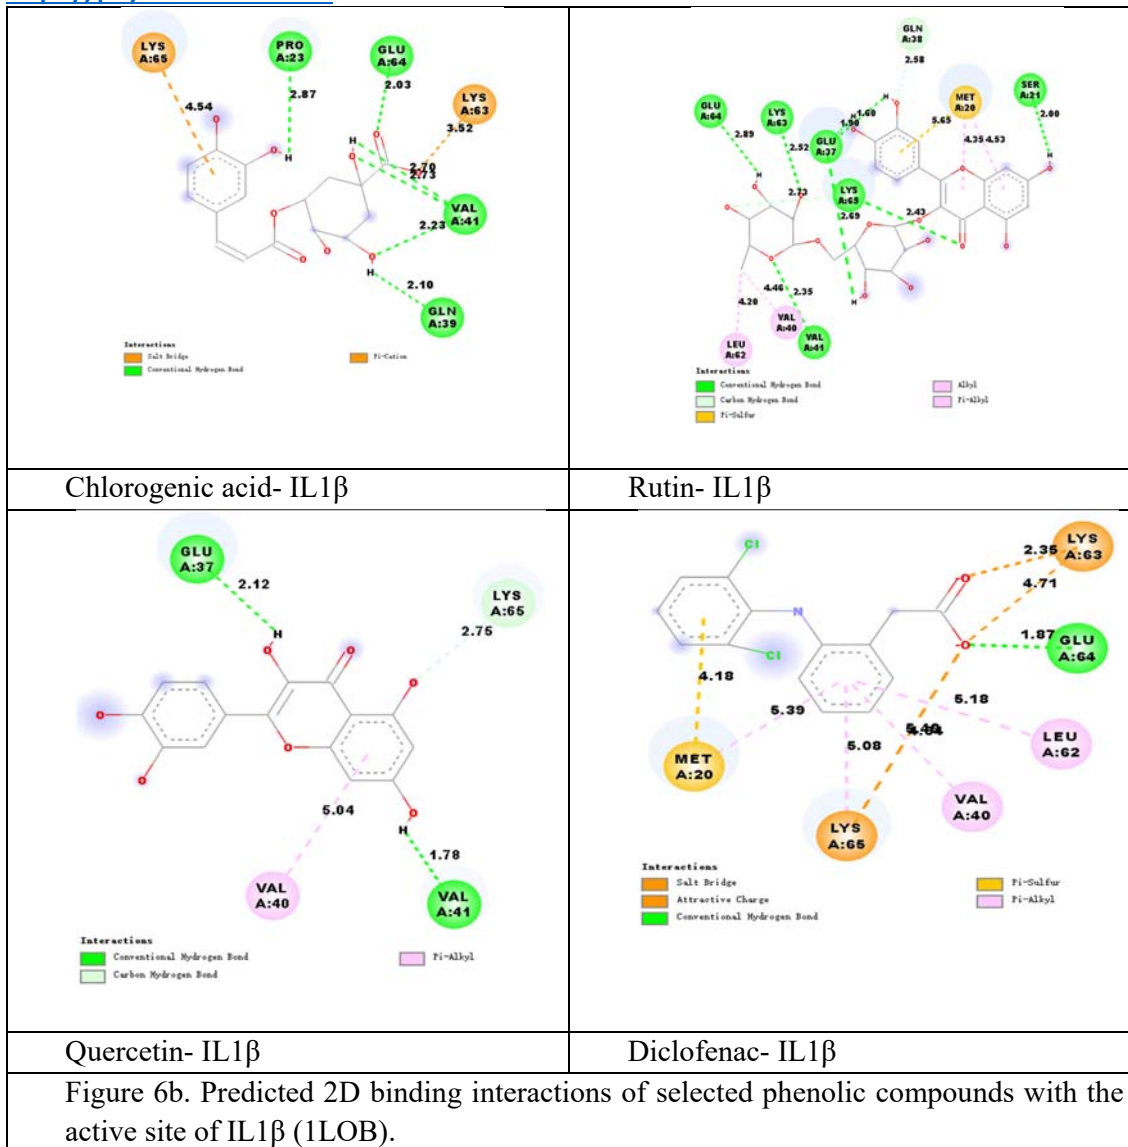 LYS
A:65
PRO
A:23
GLU
A:64
LYS
A:63
4.54
2.87
2.03
3.52
H
O
O
H
O
O
O
O
O
H
O
H
2.70
2.73
VAL
A:41
2.23
2.10
GLN
A:39
Interactions
Salt Bridge
Conventional Hydrogen Bond
Pi-Cation
GLN
A:38
2.58
GLU
A:64
LYS
A:63
GLU
A:37
MET
A:20
SER
A:21
2.00
1.90
1.60
5.65
4.35
4.53
2.89
2.52
LYS
A:65
2.73
2.69
2.43
4.46
2.35
4.20
VAL
A:40
VAL
A:41
LEU
A:62
Interactions
Conventional Hydrogen Bond
Carbon Hydrogen Bond
Pi-Sulfur
Alkyl
Pi-Alkyl
Chlorogenic acid- IL1β
Rutin- IL1β
GLU
A:37
2.12
LYS
A:65
2.75
H
O
O
O
O
O
O
O
H
5.04
1.78
VAL
A:40
VAL
A:41
Interactions
Conventional Hydrogen Bond
Carbon Hydrogen Bond
Pi-Alkyl
Cl
N
Cl
O
-O
2.35
LYS
A:63
4.71
1.87
GLU
A:64
4.18
5.39
5.18
5.08
MET
A:20
LEU
A:62
VAL
A:40
LYS
A:65
Interactions
Salt Bridge
Attractive Charge
Conventional Hydrogen Bond
Pi-Sulfur
Pi-Alkyl
Quercetin- IL1β
Diclofenac- IL1β
Figure 6b. Predicted 2D binding interactions of selected phenolic compounds with the
active site of IL1β (1LOB).